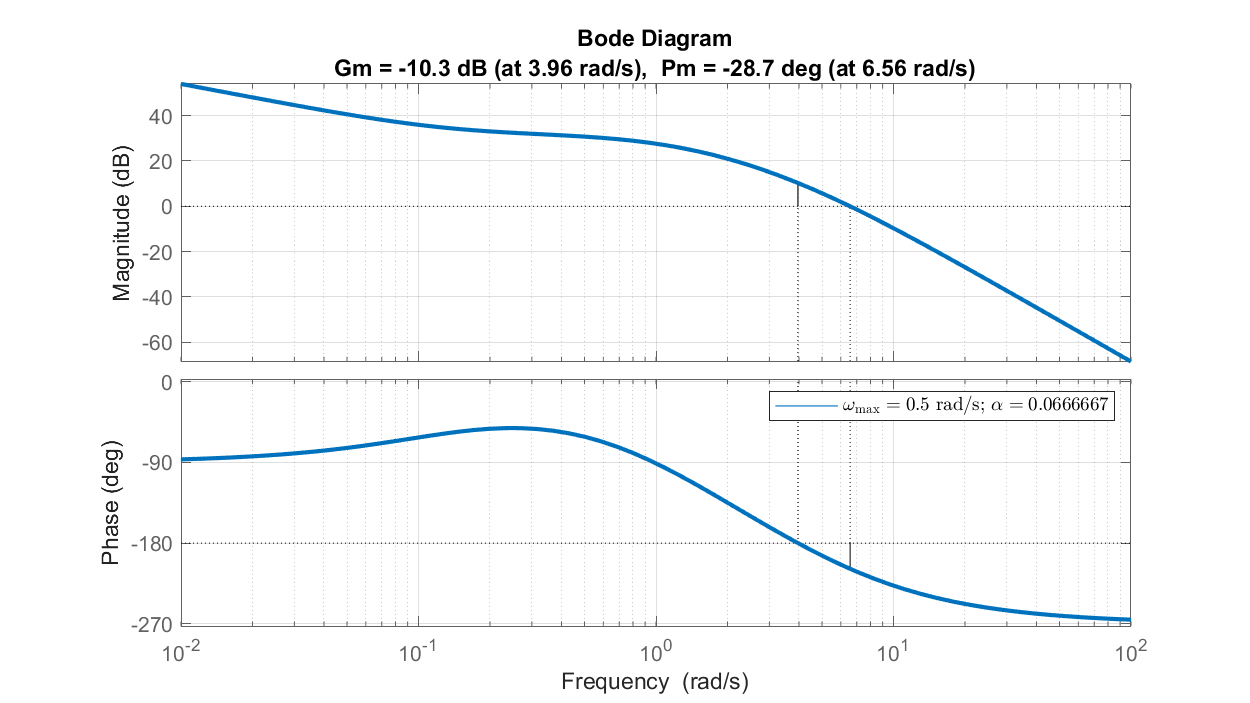 Bode Diagram
Gm = -10.3 dB (at 3.96 rad/s),  Pm = -28.7 deg (at 6.56 rad/s)
Magnitude (dB)
40
20
0
-20
-40
-60
Phase (deg)
0
-90
-180
-270
ω_max = 0.5 rad/s; α = 0.0666667
10^-2
10^-1
10^0
10^1
10^2
Frequency  (rad/s)